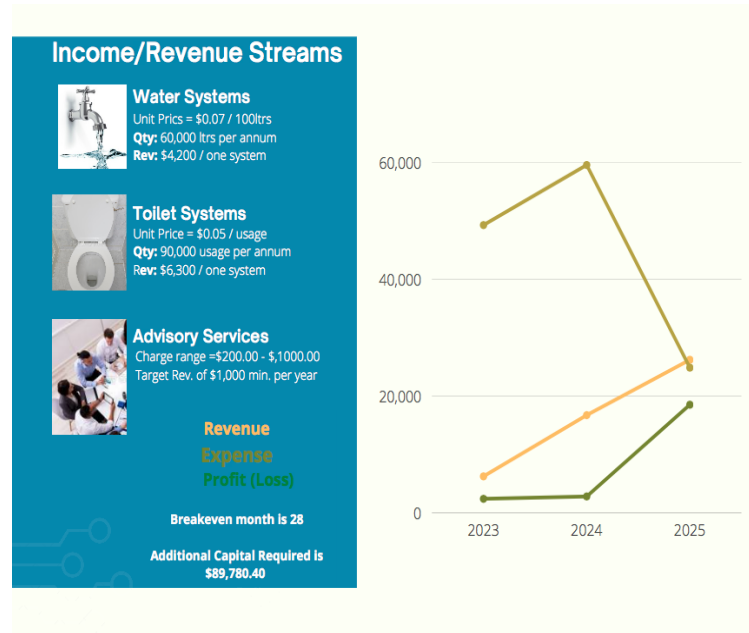 Income/Revenue Streams
Water Systems
Unit Prics = $0.07 / 100ltrs
Qty: 60,000 ltrs per annum
Rev: $4,200 / one system
Toilet Systems
Unit Price = $0.05 / usage
Qty: 90,000 usage per annum
Rev: $6,300 / one system
Advisory Services
Charge range =$200.00 - $,1000.00
Target Rev. of $1,000 min. per year
Revenue
Expense
Profit (Loss)
Breakeven month is 28
Additional Capital Required is
$89,780.40
60,000
40,000
20,000
0
2023 2024 2025